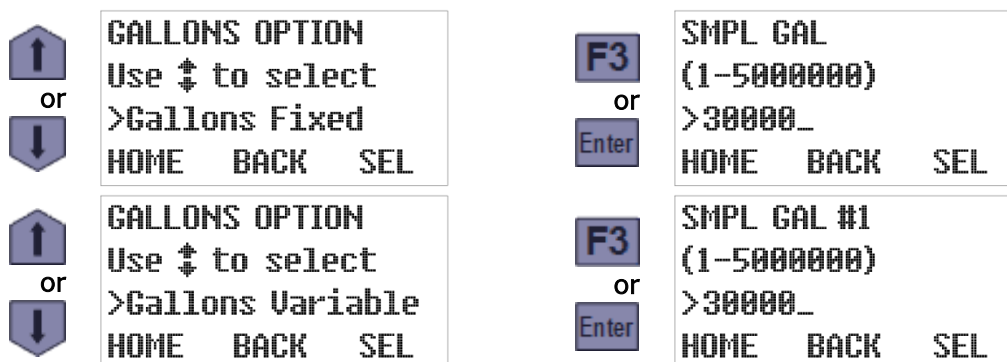 or
GALLONS OPTION
Use ↕ to select
>Gallons Fixed
HOME BACK SEL
F3
or
Enter
SMPL GAL
(1-5000000)
>30000_
HOME BACK SEL
or
GALLONS OPTION
Use ↕ to select
>Gallons Variable
HOME BACK SEL
F3
or
Enter
SMPL GAL #1
(1-5000000)
>30000_
HOME BACK SEL